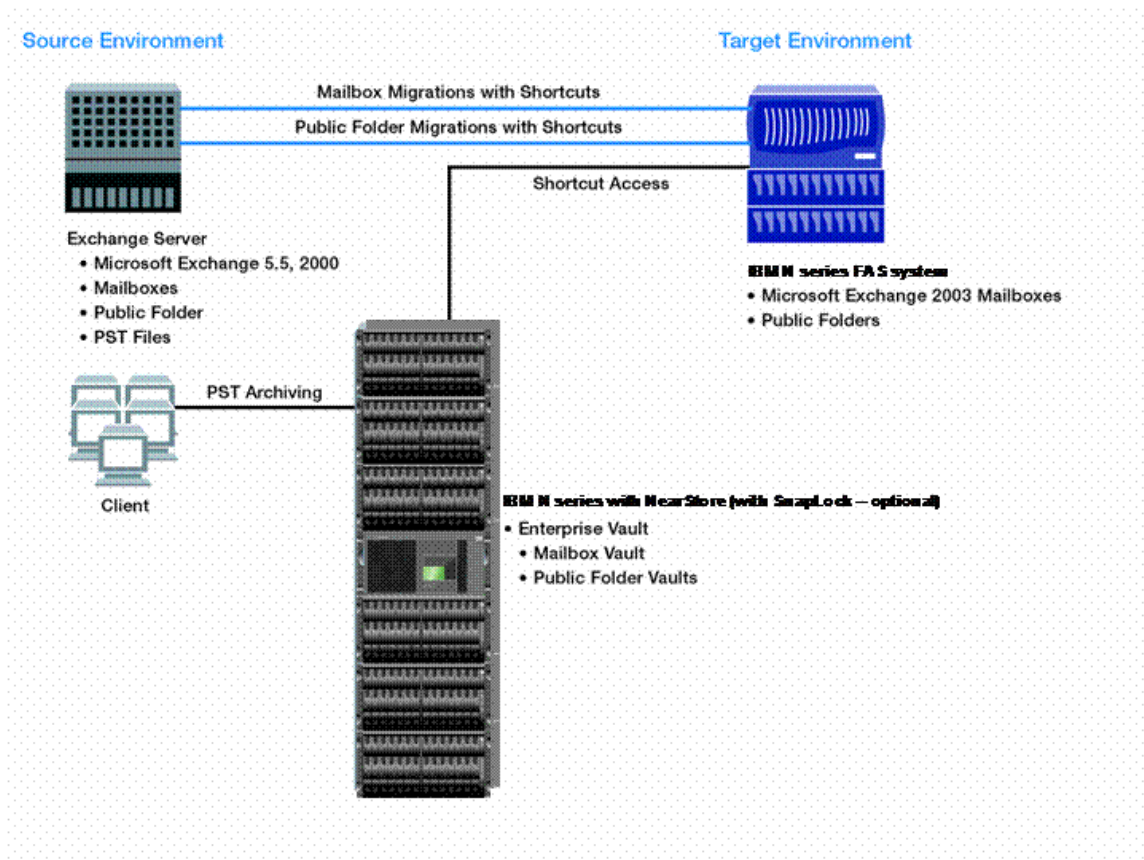 Source Environment
Target Environment
Mailbox Migrations with Shortcuts
Public Folder Migrations with Shortcuts
Shortcut Access
Exchange Server
• Microsoft Exchange 5.5, 2000
• Mailboxes
• Public Folder
• PST Files
IBM N series FAS system
• Microsoft Exchange 2003 Mailboxes
• Public Folders
PST Archiving
Client
IBM N series with NearStore (with SnapLock – optional)
• Enterprise Vault
• Mailbox Vault
• Public Folder Vaults